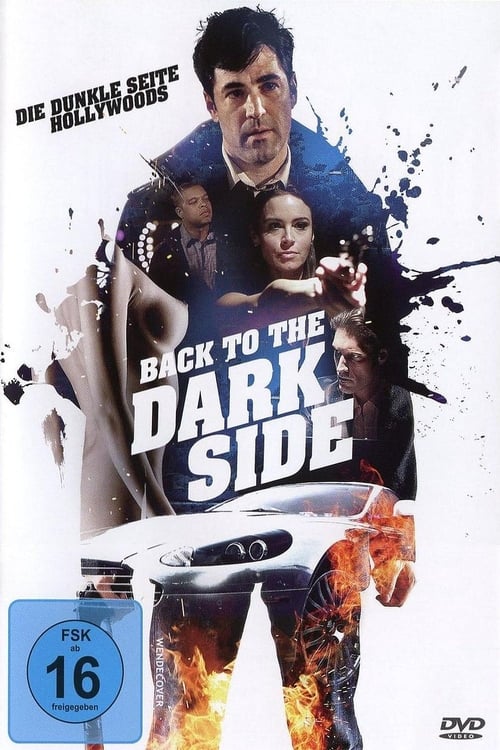 DIE DUNKLE SEITE
HOLLYWOODS
BACK TO THE
DARK
SIDE
WENDECOVER
FSK
ab
16
freigegeben
DVD
VIDEO